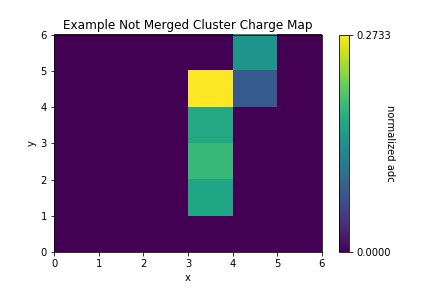 Example Not Merged Cluster Charge Map
6
5
4
3
2
1
0
y
0 1 2 3 4 5 6
x
0.2733
0.0000
normalized adc